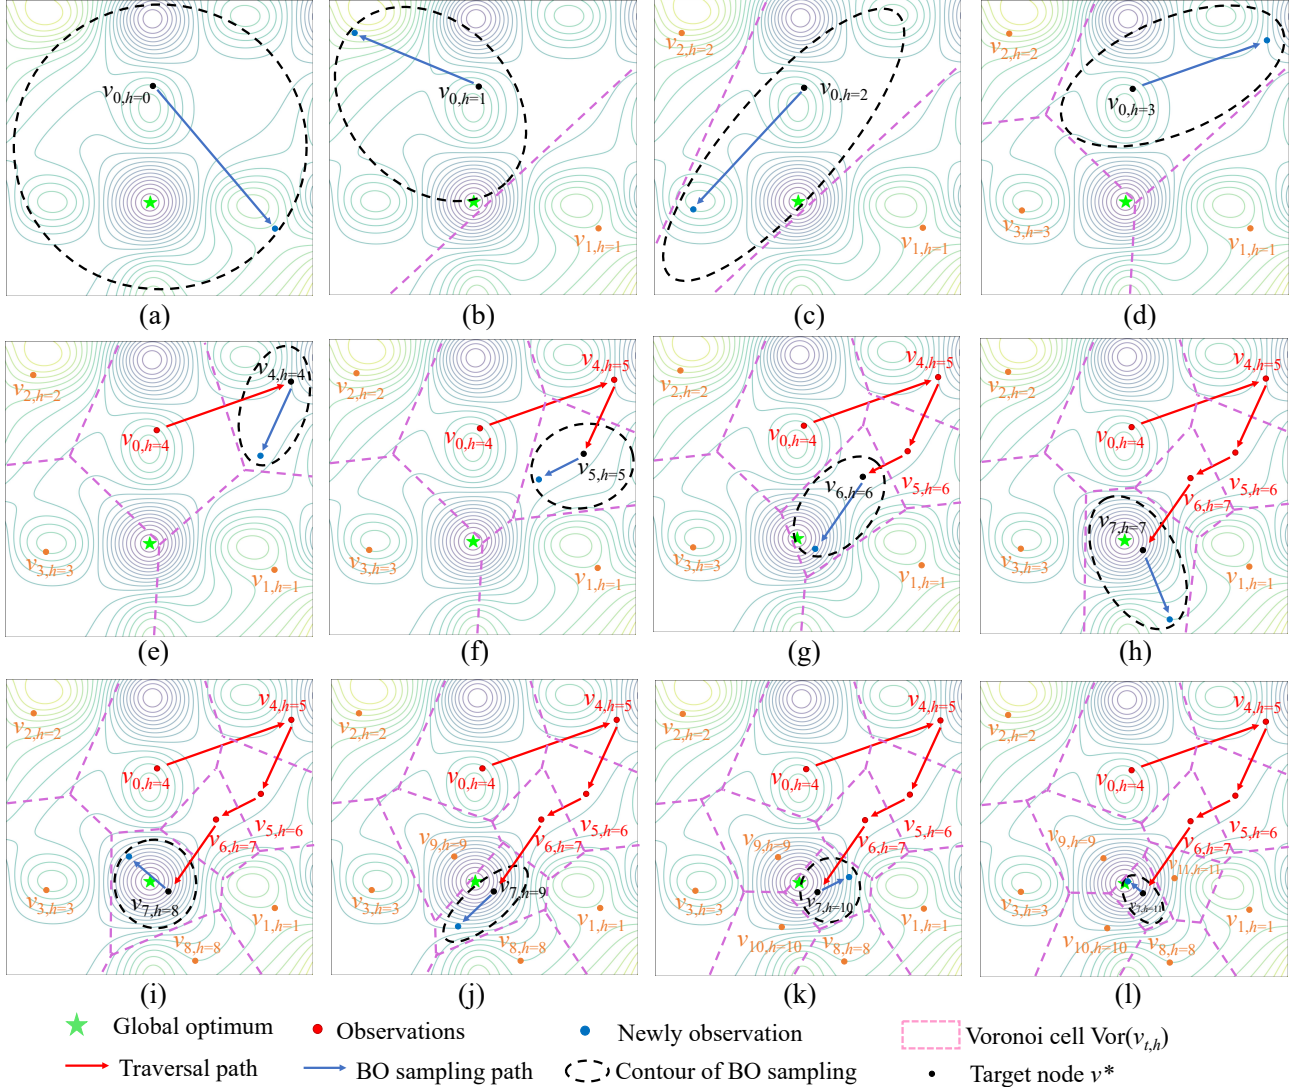 v0,h=0
(a)
v0,h=1
v1,h=1
(b)
v2,h=2
v0,h=2
v1,h=1
(c)
v2,h=2
v0,h=3
v3,h=3
v1,h=1
(d)
v2,h=2
v4,h=4
v0,h=4
v3,h=3
v1,h=1
(e)
v2,h=2
v4,h=5
v0,h=4
v5,h=5
v3,h=3
v1,h=1
(f)
v2,h=2
v4,h=5
v0,h=4
v6,h=6
v5,h=6
v3,h=3
v1,h=1
(g)
v2,h=2
v4,h=5
v0,h=4
v5,h=6
v6,h=7
v7,h=7
v3,h=3
v1,h=1
(h)
v2,h=2
v4,h=5
v0,h=4
v5,h=6
v6,h=7
v3,h=3
v7,h=8
v1,h=1
v8,h=8
(i)
v2,h=2
v4,h=5
v0,h=4
v5,h=6
v6,h=7
v9,h=9
v3,h=3
v7,h=9
v1,h=1
v8,h=8
(j)
v2,h=2
v4,h=5
v0,h=4
v5,h=6
v6,h=7
v9,h=9
v3,h=3
v7,h=10
v1,h=1
v10,h=10
v8,h=8
(k)
v2,h=2
v4,h=5
v0,h=4
v5,h=6
v6,h=7
v9,h=9
v11,h=11
v3,h=3
v7,h=11
v1,h=1
v10,h=10
v8,h=8
(l)
Global optimum
Observations
Newly observation
Voronoi cell Vor(vt,h)
Traversal path
BO sampling path
Contour of BO sampling
Target node v*